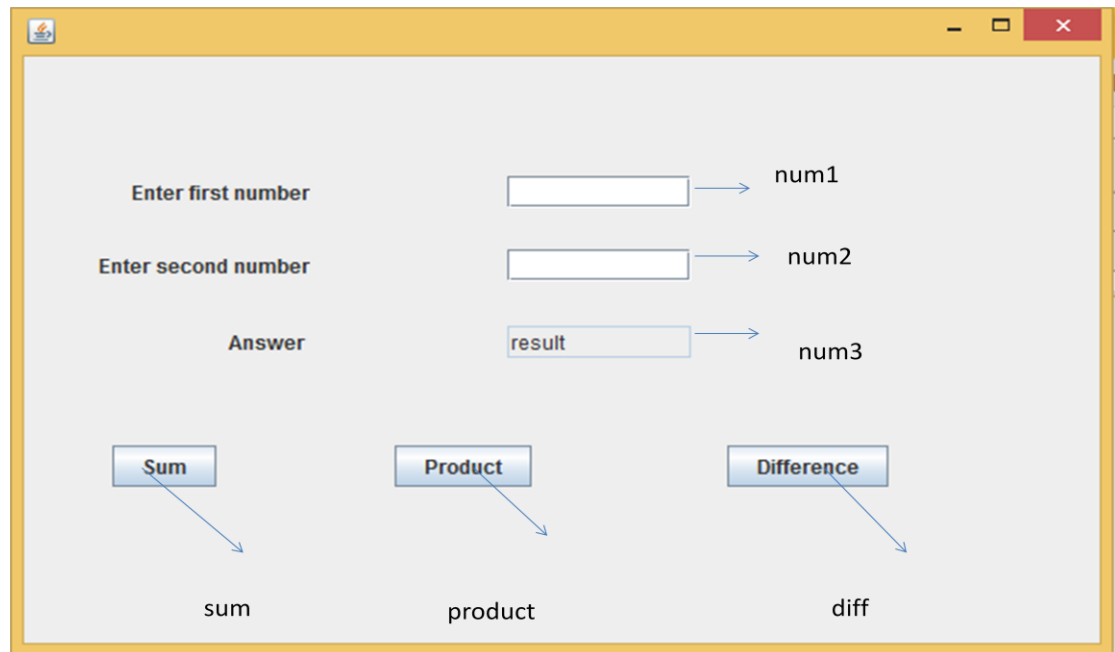 Enter first number
num1
Enter second number
num2
Answer
result
num3
Sum
Product
Difference
sum
product
diff